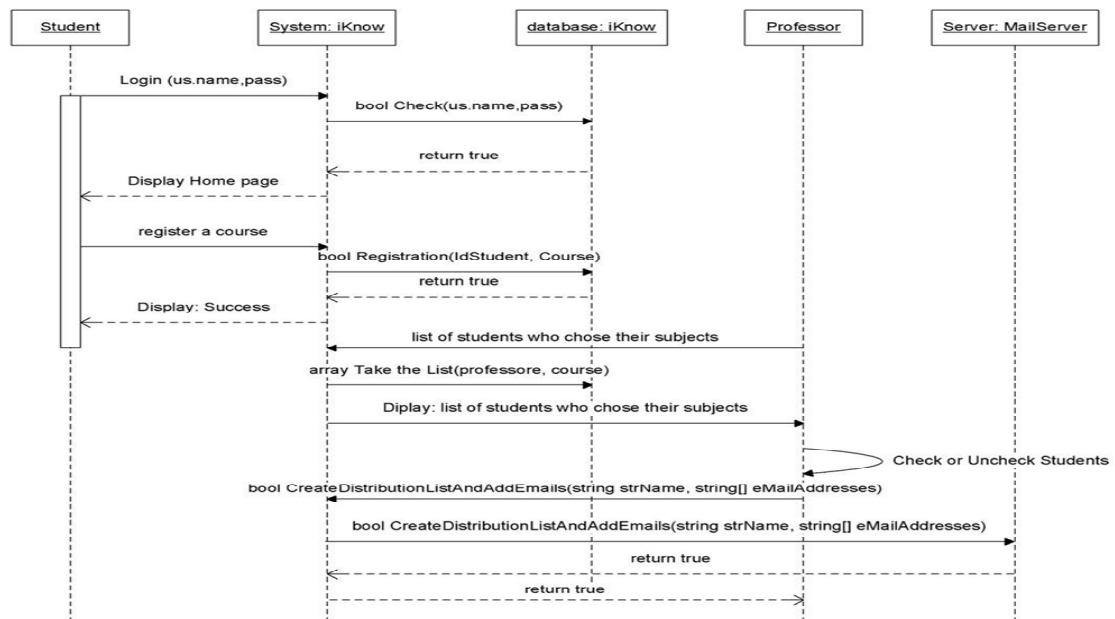 Student
System: iKnow
database: iKnow
Professor
Server: MailServer
Login (us.name,pass)
bool Check(us.name,pass)
return true
Display Home page
register a course
bool Registration(IdStudent, Course)
return true
Display: Success
list of students who chose their subjects
array Take the List(professore, course)
Diplay: list of students who chose their subjects
Check or Uncheck Students
bool CreateDistributionListAndAddEmails(string strName, string[] eMailAddresses)
bool CreateDistributionListAndAddEmails(string strName, string[] eMailAddresses)
return true
return true